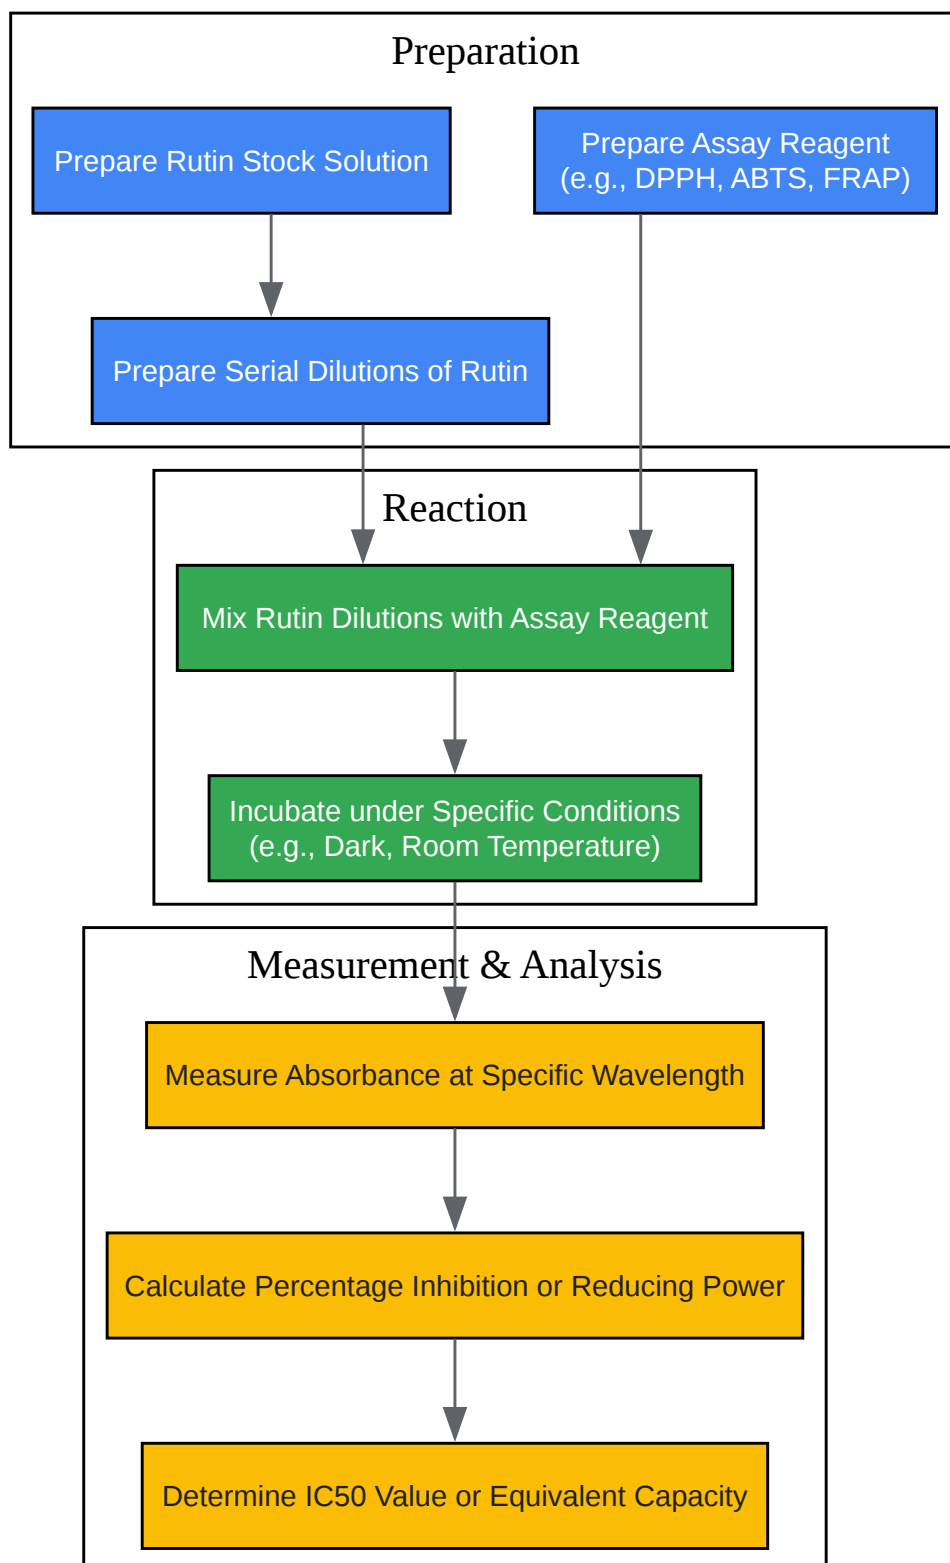 Preparation
Prepare Rutin Stock Solution
Prepare Assay Reagent
(e.g., DPPH, ABTS, FRAP)
Prepare Serial Dilutions of Rutin
Reaction
Mix Rutin Dilutions with Assay Reagent
Incubate under Specific Conditions
(e.g., Dark, Room Temperature)
Measurement & Analysis
Measure Absorbance at Specific Wavelength
Calculate Percentage Inhibition or Reducing Power
Determine IC50 Value or Equivalent Capacity